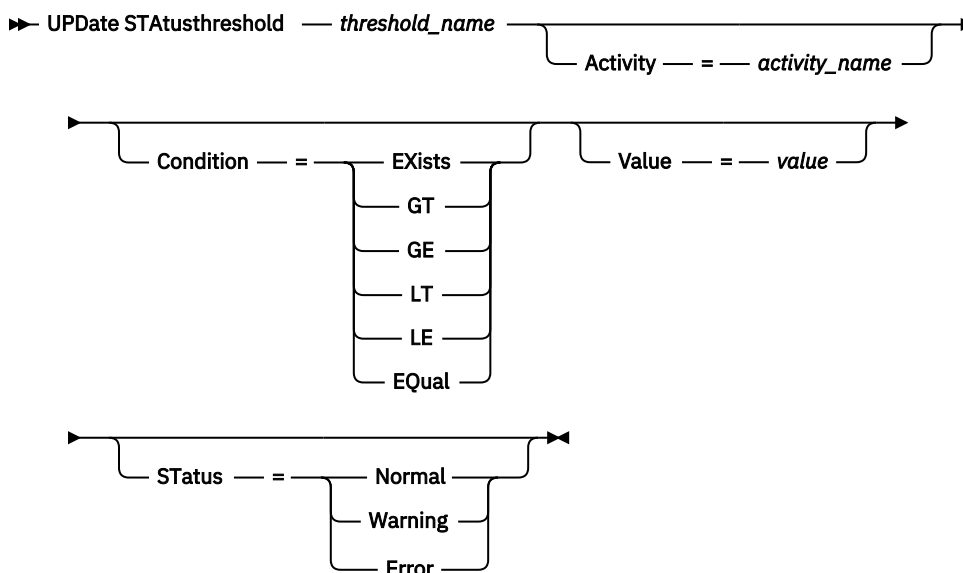 UPDate STAtusthreshold threshold_name
Activity = activity_name
Condition = EXists
GT
GE
LT
LE
EQual
Value = value
STatus = Normal
Warning
Error